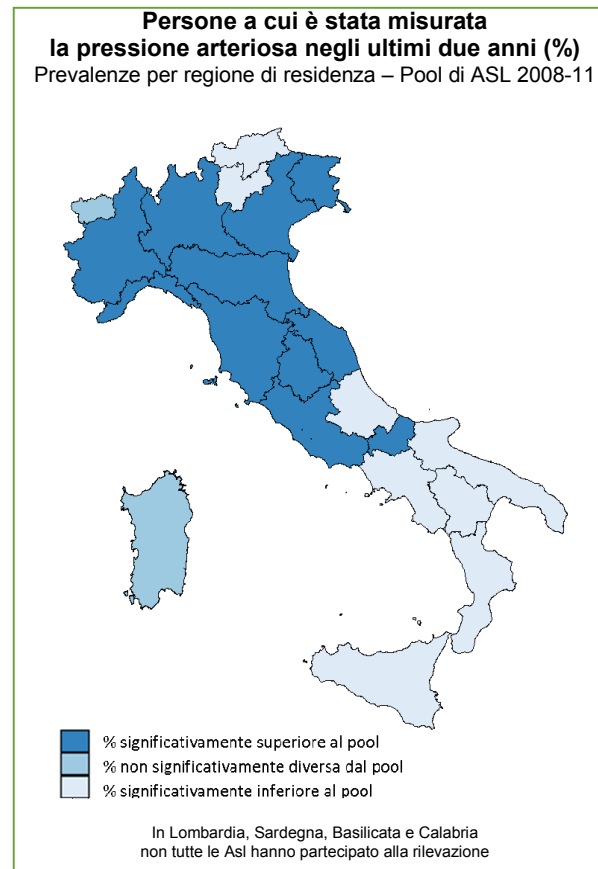 Persone a cui è stata misurata
la pressione arteriosa negli ultimi due anni (%)
Prevalenze per regione di residenza – Pool di ASL 2008-11
% significativamente superiore al pool
% non significativamente diversa dal pool
% significativamente inferiore al pool
In Lombardia, Sardegna, Basilicata e Calabria
non tutte le Asl hanno partecipato alla rilevazione